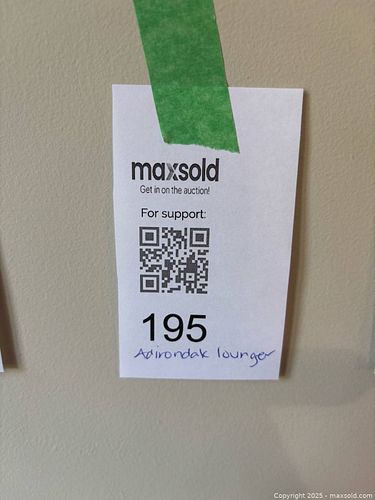 maxsold
Get in on the auction!
For support:
195
Adirondak lounger
Copyright 2025 - maxsold.com